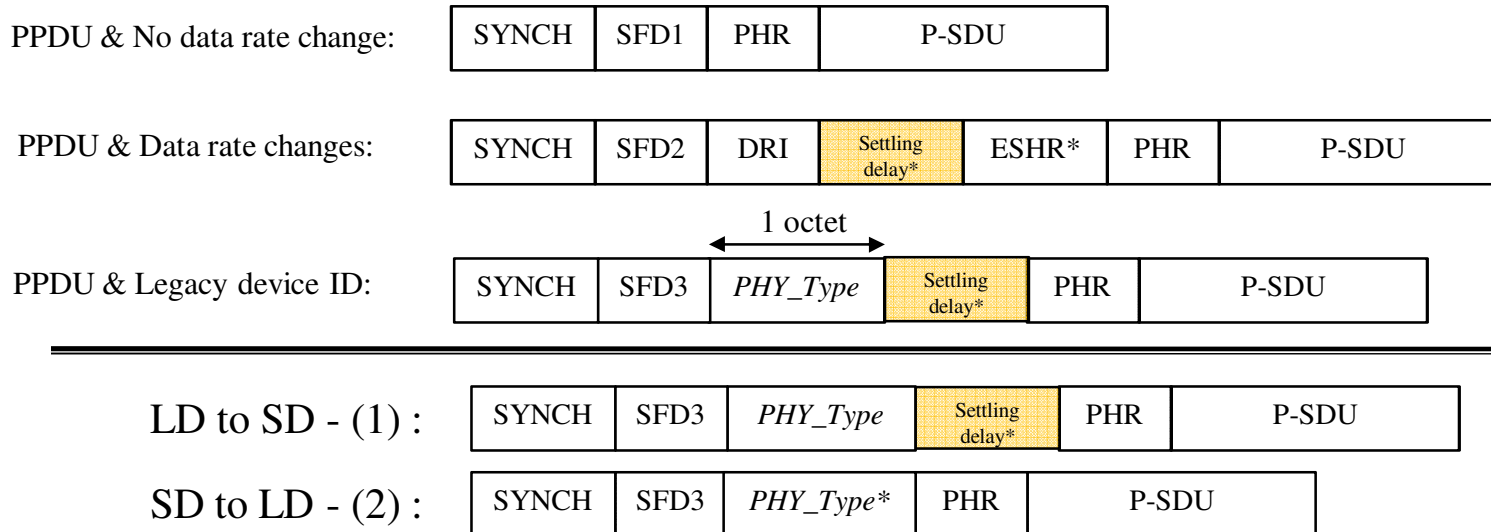 PPDU & No data rate change: SYNCH SFD1 PHR P-SDU
PPDU & Data rate changes: SYNCH SFD2 DRI Settling delay* ESHR* PHR P-SDU
1 octet
PPDU & Legacy device ID: SYNCH SFD3 PHY_Type Settling delay* PHR P-SDU
LD to SD - (1) : SYNCH SFD3 PHY_Type Settling delay* PHR P-SDU
SD to LD - (2) : SYNCH SFD3 PHY_Type* PHR P-SDU